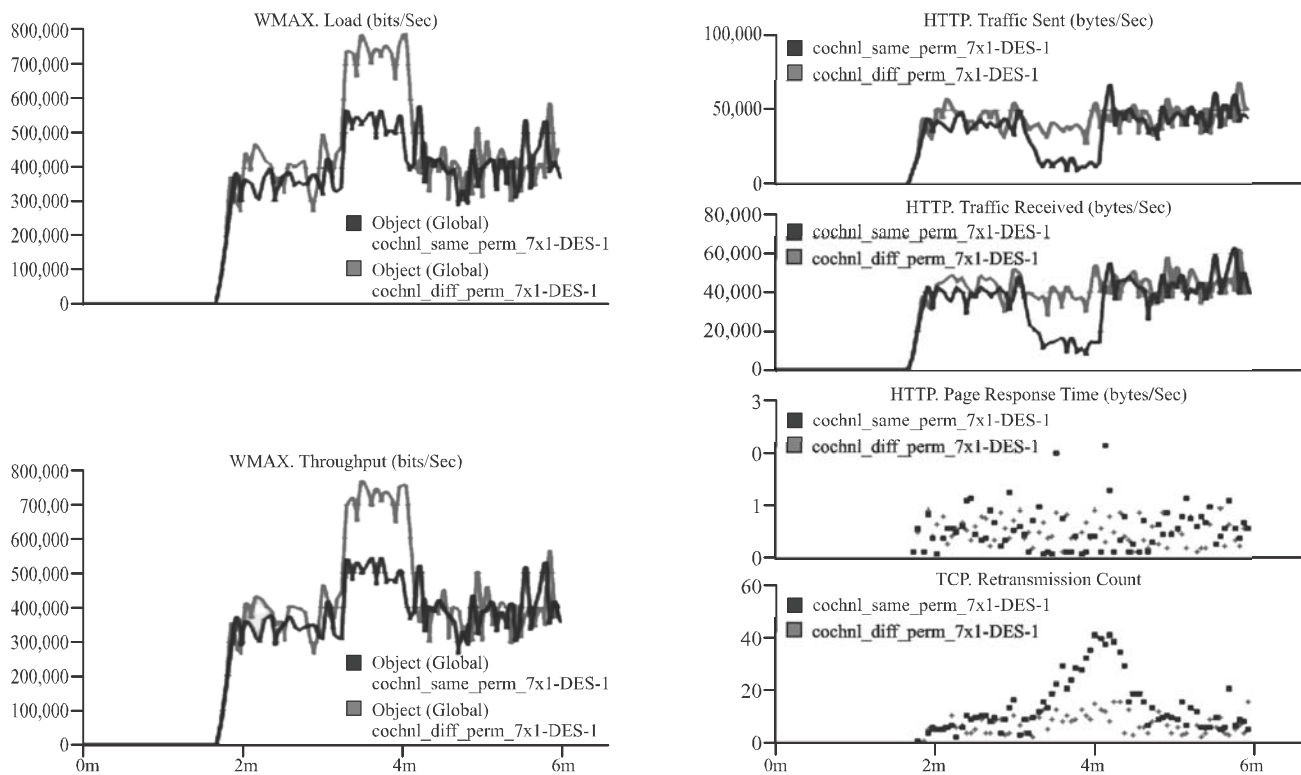 WMAX. Load (bits/Sec)
800,000
700,000
600,000
500,000
400,000
300,000
200,000
100,000
0
Object (Global)
cochnl_same_perm_7x1-DES-1
Object (Global)
cochnl_diff_perm_7x1-DES-1
WMAX. Throughput (bits/Sec)
800,000
700,000
600,000
500,000
400,000
300,000
200,000
100,000
0
Object (Global)
cochnl_same_perm_7x1-DES-1
Object (Global)
cochnl_diff_perm_7x1-DES-1
0m 2m 4m 6m
HTTP. Traffic Sent (bytes/Sec)
100,000
cochnl_same_perm_7x1-DES-1
cochnl_diff_perm_7x1-DES-1
50,000
0
HTTP. Traffic Received (bytes/Sec)
80,000
cochnl_same_perm_7x1-DES-1
60,000
cochnl_diff_perm_7x1-DES-1
40,000
20,000
0
HTTP. Page Response Time (bytes/Sec)
3
cochnl_same_perm_7x1-DES-1
0
cochnl_diff_perm_7x1-DES-1
1
0
TCP. Retransmission Count
60
cochnl_same_perm_7x1-DES-1
40
cochnl_diff_perm_7x1-DES-1
20
0
0m 2m 4m 6m